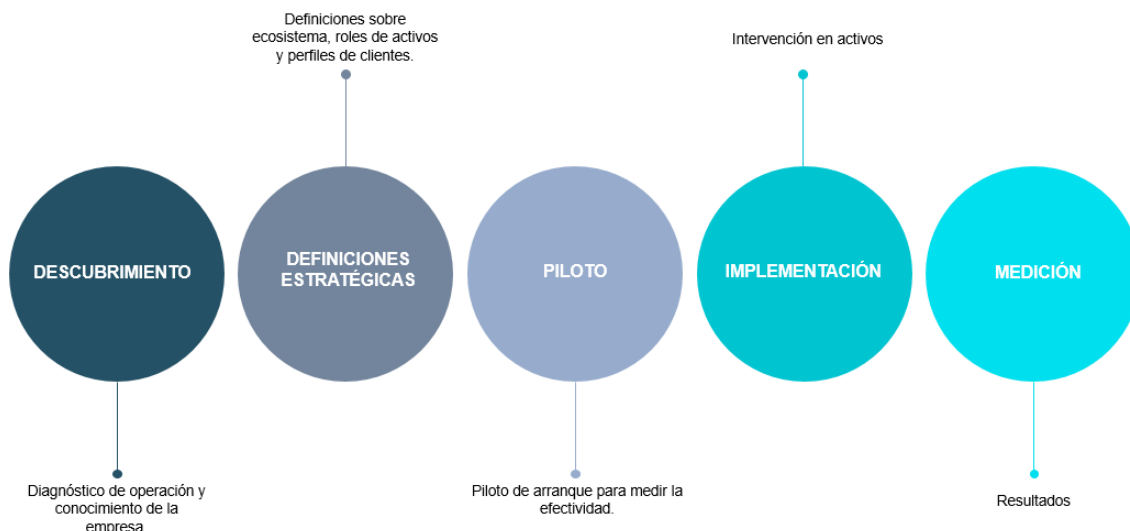 Definiciones sobre
ecosistema, roles de activos
y perfiles de clientes.
Intervención en activos
DESCUBRIMIENTO
DEFINICIONES
ESTRATÉGICAS
PILOTO
IMPLEMENTACIÓN
MEDICIÓN
Diagnóstico de operación y
conocimiento de la
empresa
Piloto de arranque para medir la
efectividad.
Resultados